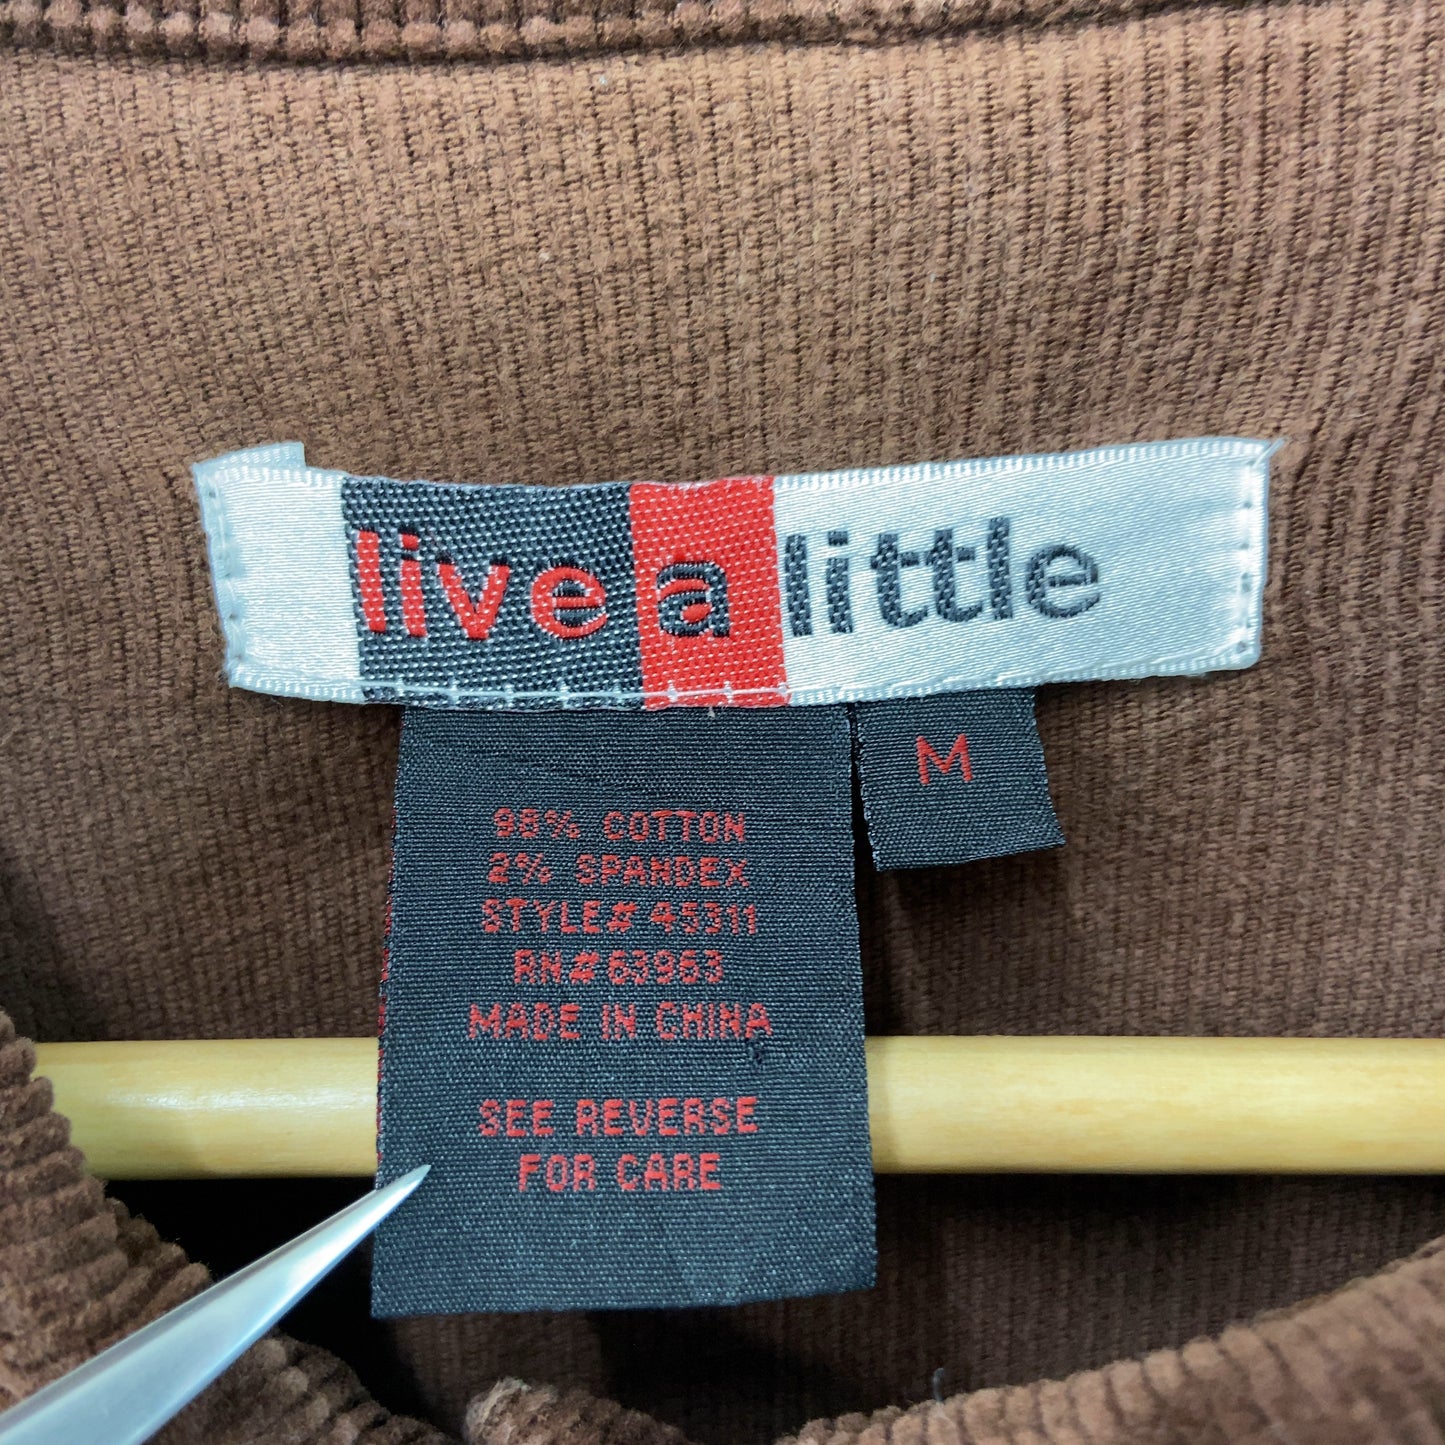 live a little
M
98% COTTON
2% SPANDEX
STYLE# 45311
RN# 63963
MADE IN CHINA
SEE REVERSE
FOR CARE